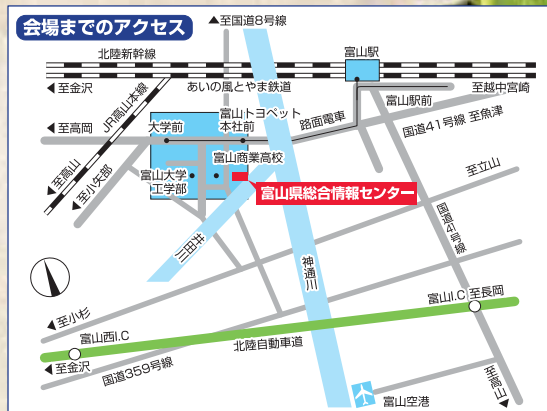 会場までのアクセス
至国道8号線
北陸新幹線
富山駅
至金沢
あいの風とやま鉄道
至越中宮崎
JR高山本線
富山トヨペット
本社前
路面電車
富山駅前
至高岡
大学前
国道41号線
至魚津
富山商業高校
至高山
至小矢部
富山大学
工学部
至立山
富山県総合情報センター
井田川
神通川
国道41号線
至小杉
富山I.C
至長岡
富山西I.C
北陸自動車道
至金沢
国道359号線
富山空港
至高山